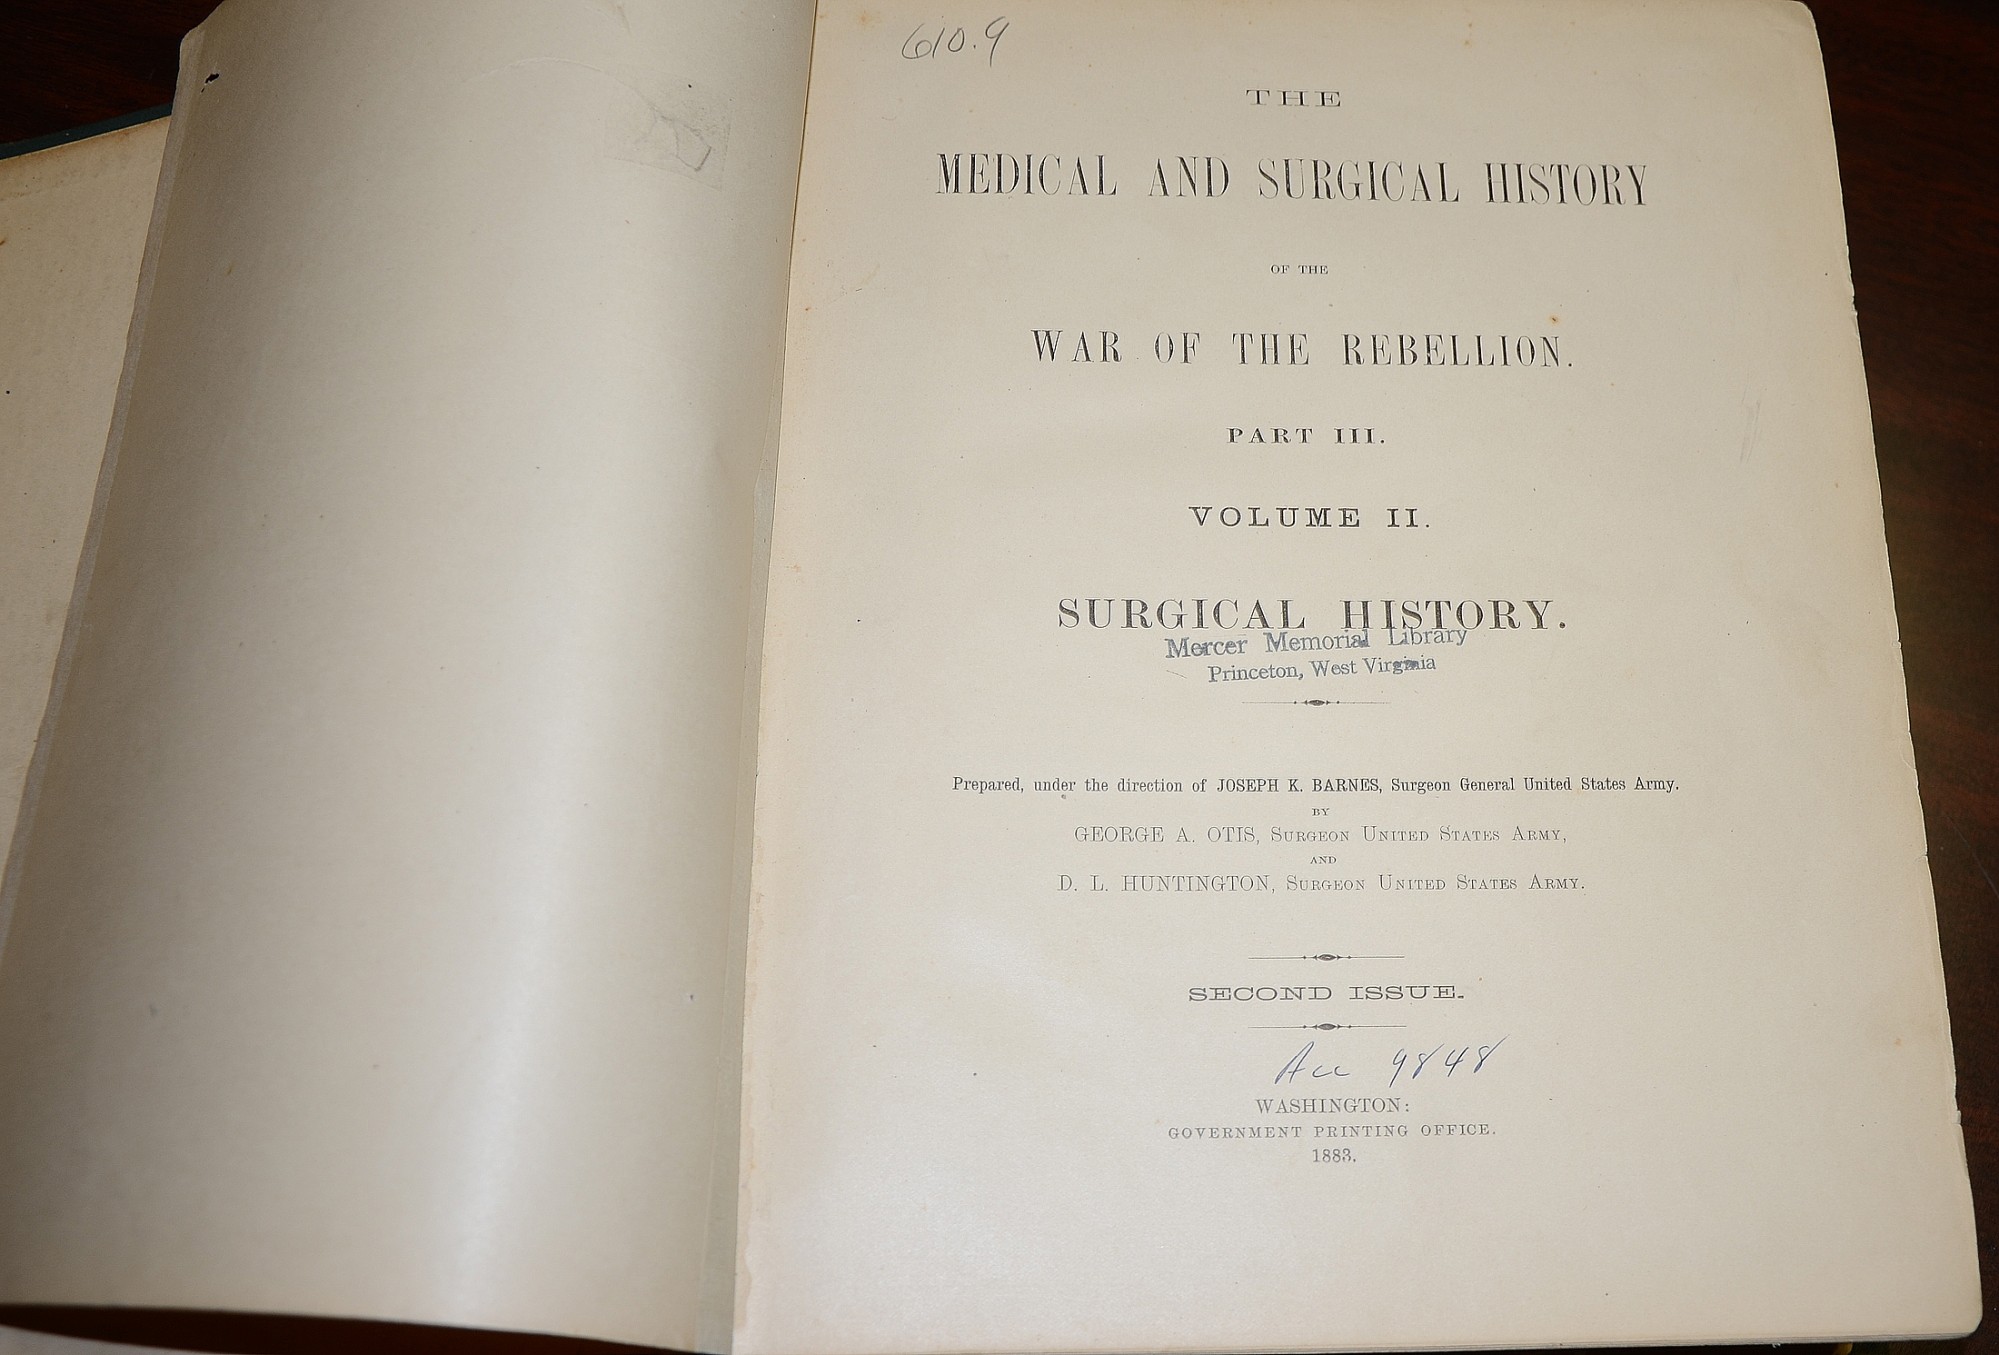 610.9
THE
MEDICAL AND SURGICAL HISTORY
OF THE
WAR OF THE REBELLION.
PART III.
VOLUME II.
SURGICAL HISTORY.
Mercer Memorial Library
Princeton, West Virginia
Prepared, under the direction of JOSEPH K. BARNES, Surgeon General United States Army.
BY
GEORGE A. OTIS, SURGEON UNITED STATES ARMY,
AND
D. L. HUNTINGTON, SURGEON UNITED STATES ARMY.
SECOND ISSUE.
Acc 9848
WASHINGTON:
GOVERNMENT PRINTING OFFICE.
1883.